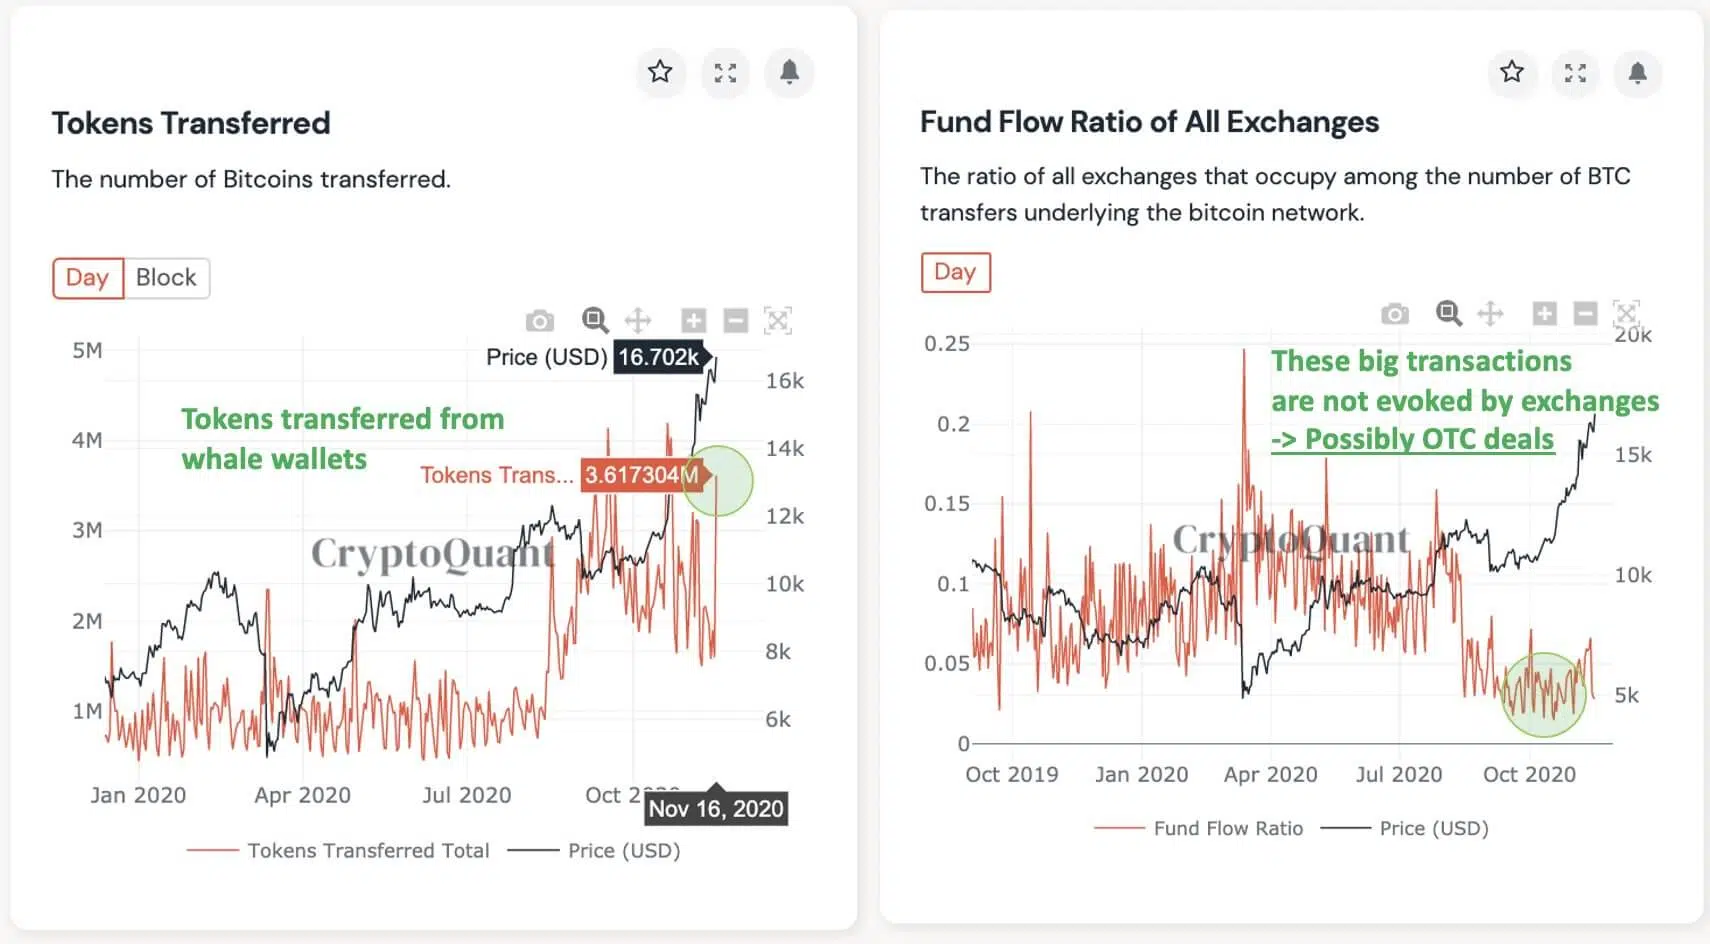 Tokens Transferred
The number of Bitcoins transferred.
Day
Block
5M
4M
3M
2M
1M
Price (USD) 16.702k
Tokens transferred from
whale wallets
Tokens Trans... 3.617304M
CryptoQuant
16k
14k
12k
10k
8k
6k
Jan 2020
Apr 2020
Jul 2020
Oct 2020
Nov 16, 2020
Tokens Transferred Total
Price (USD)
Fund Flow Ratio of All Exchanges
The ratio of all exchanges that occupy among the number of BTC
transfers underlying the bitcoin network.
Day
0.25
0.2
0.15
0.1
0.05
0
These big transactions
are not evoked by exchanges
-> Possibly OTC deals
CryptoQuant
20k
15k
10k
5k
Oct 2019
Jan 2020
Apr 2020
Jul 2020
Oct 2020
Fund Flow Ratio
Price (USD)